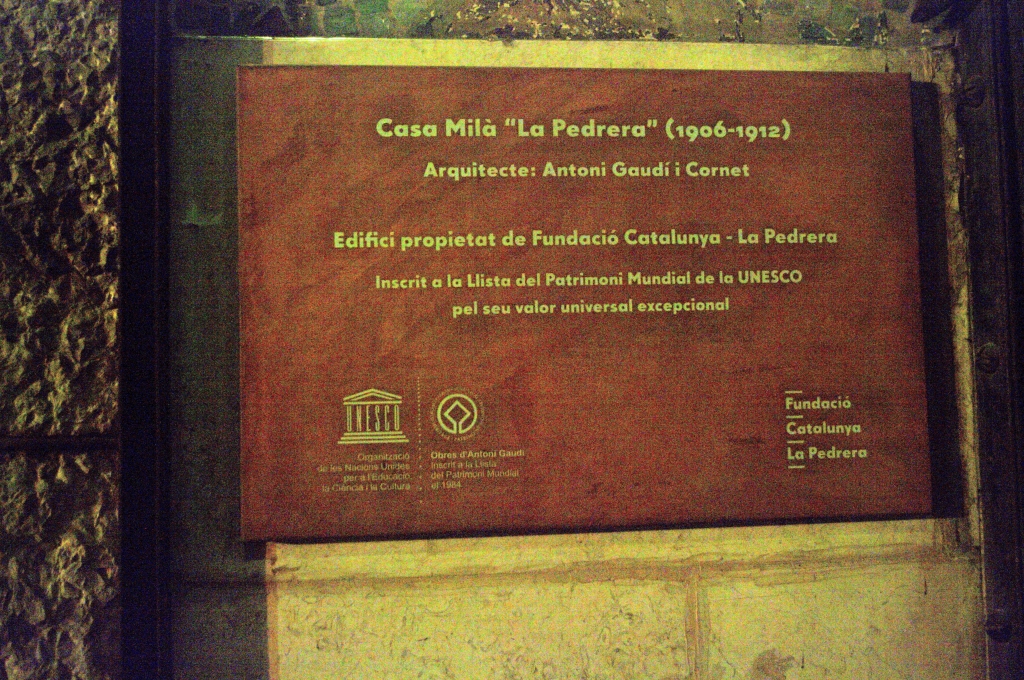 Casa Milà "La Pedrera" (1906-1912)
Arquitecte: Antoni Gaudí i Cornet
Edifici propietat de Fundació Catalunya - La Pedrera
Inscrit a la Llista del Patrimoni Mundial de la UNESCO
pel seu valor universal excepcional
UNESCO
Organització
de les Nacions Unides
per a l'Educació,
la Ciència i la Cultura
Obres d'Antoni Gaudí
Inscrit a la Llista
del Patrimoni Mundial
el 1984
Fundació
Catalunya
La Pedrera